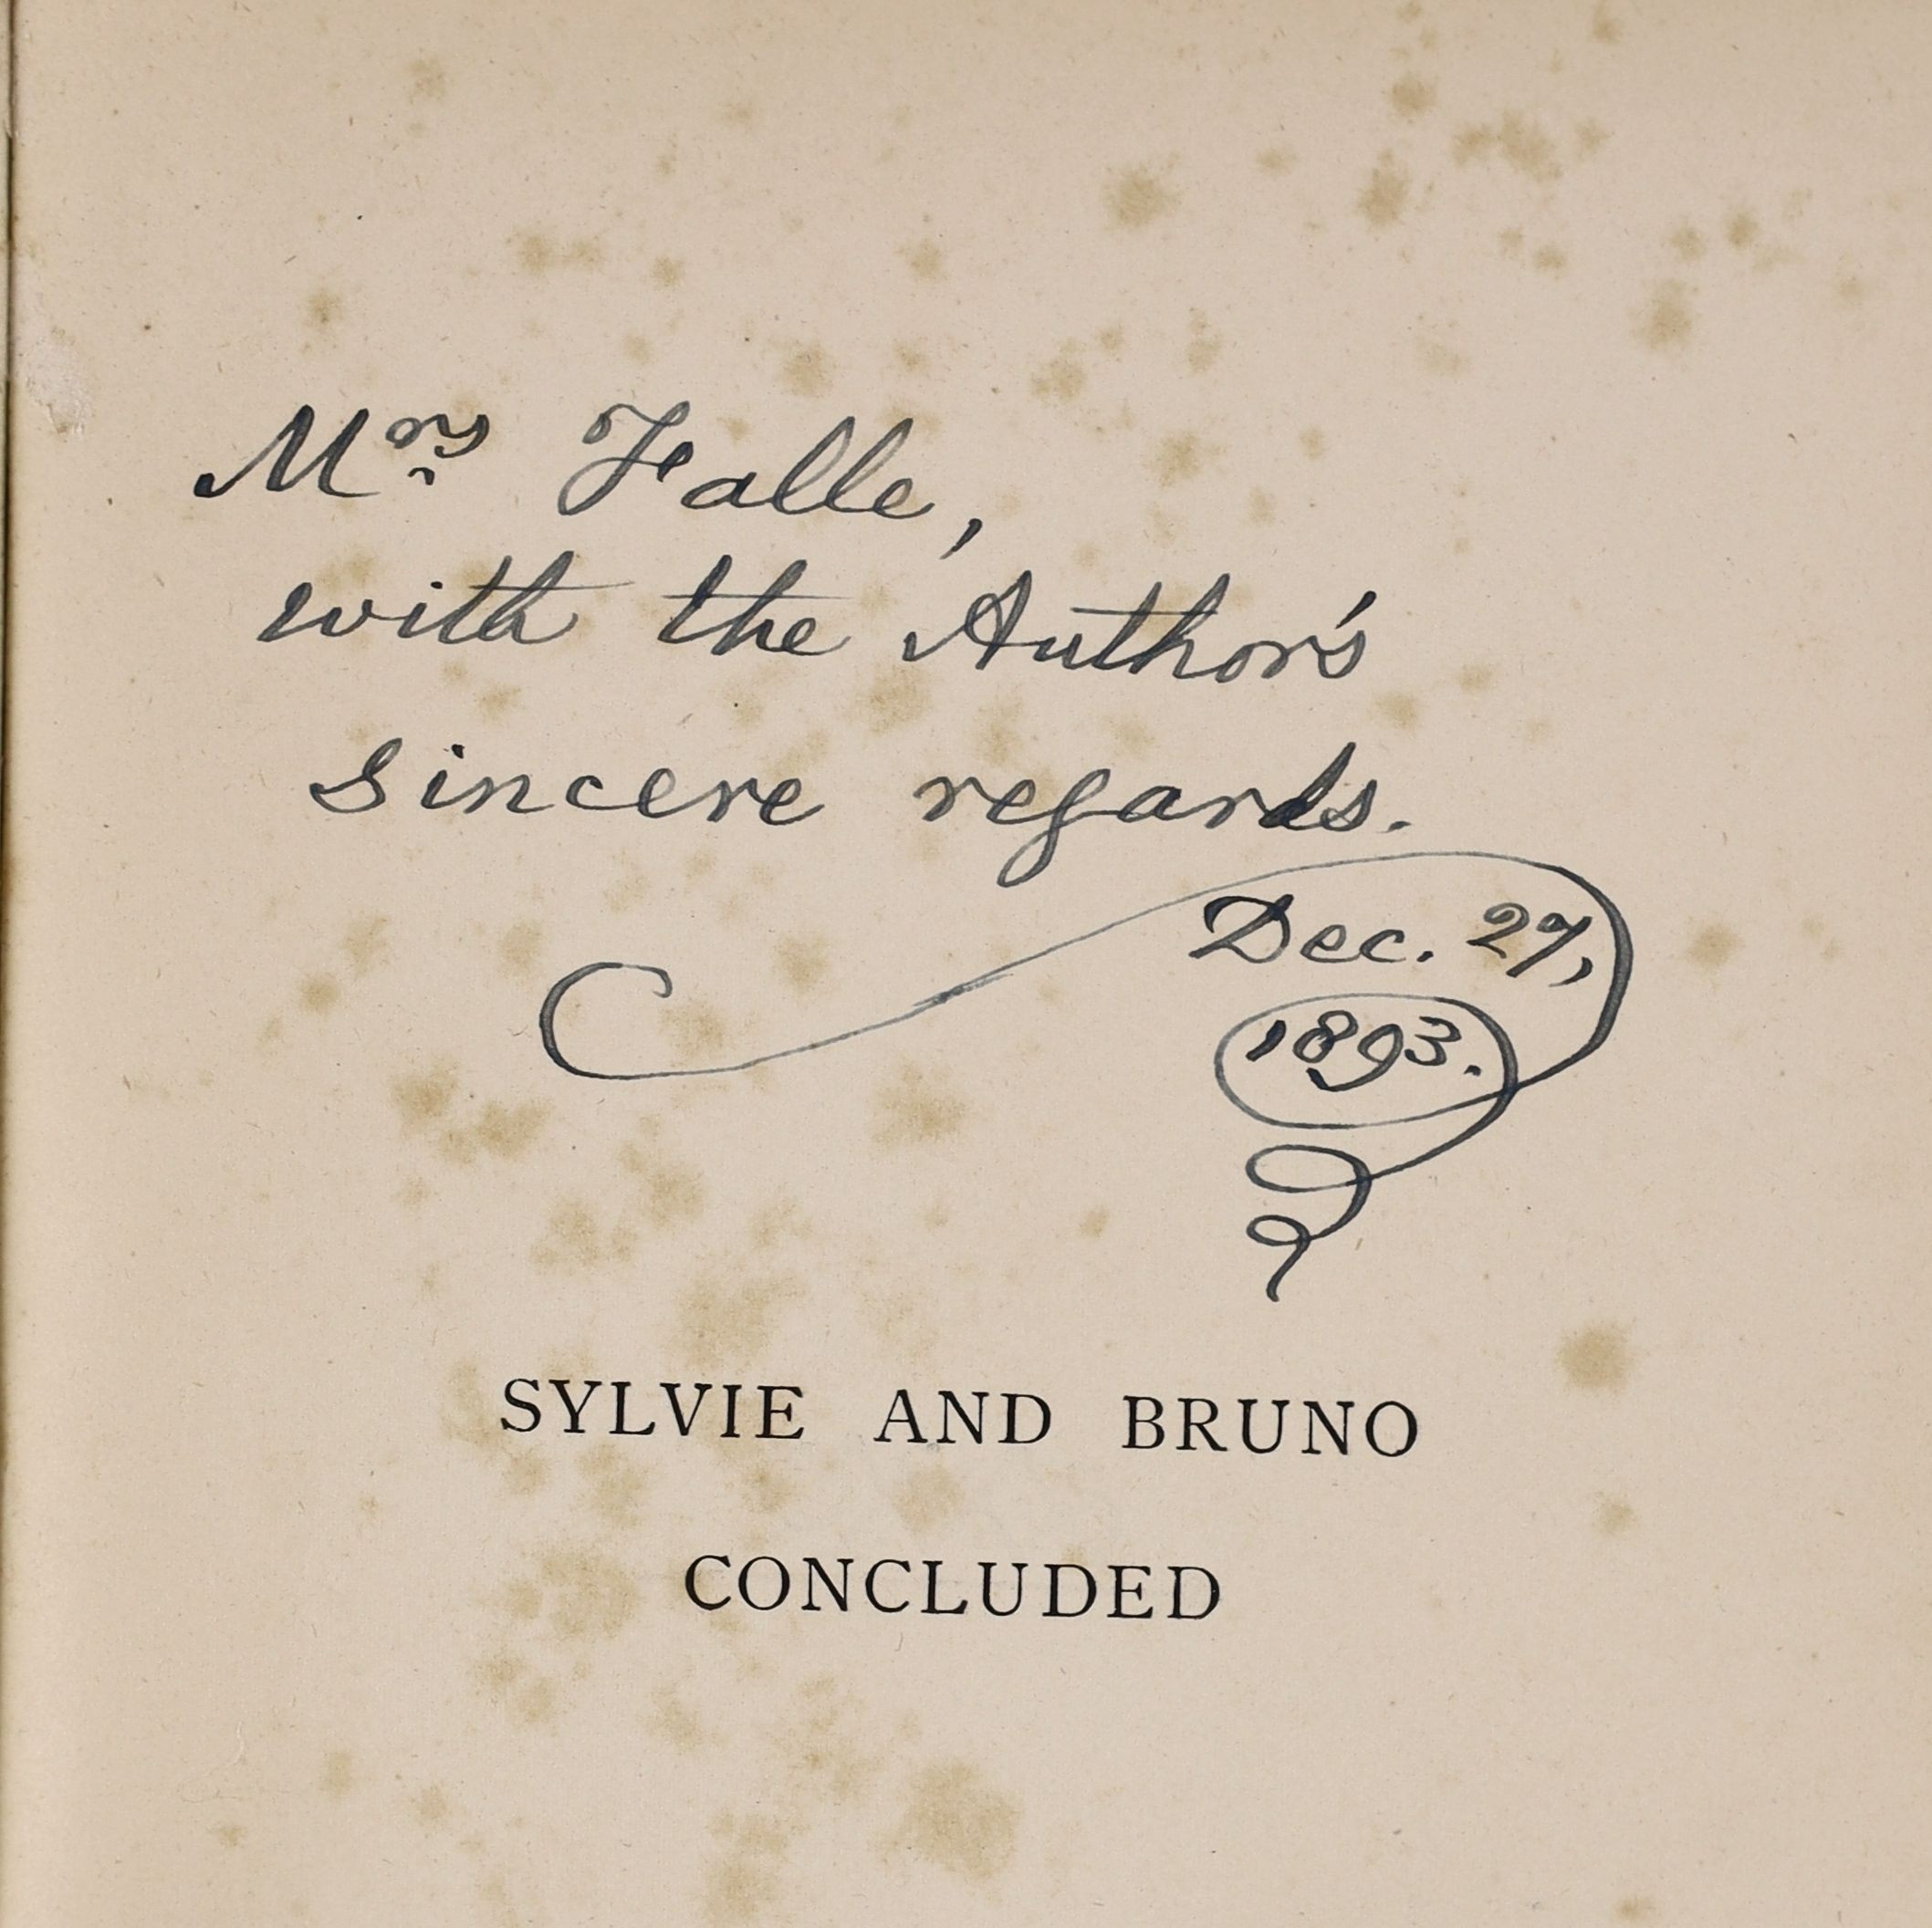 Mrs Falle,
with the Author's
sincere regards.
Dec. 27,
1893.
SYLVIE AND BRUNO
CONCLUDED